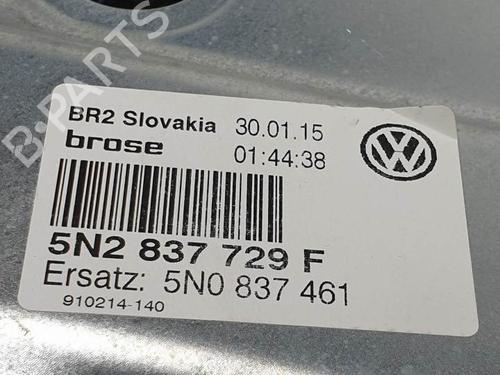 B-PARTS
BR2 Slovakia 30.01.15
brose 01:44:38
5N2 837 729 F
Ersatz: 5N0 837 461
910214-140